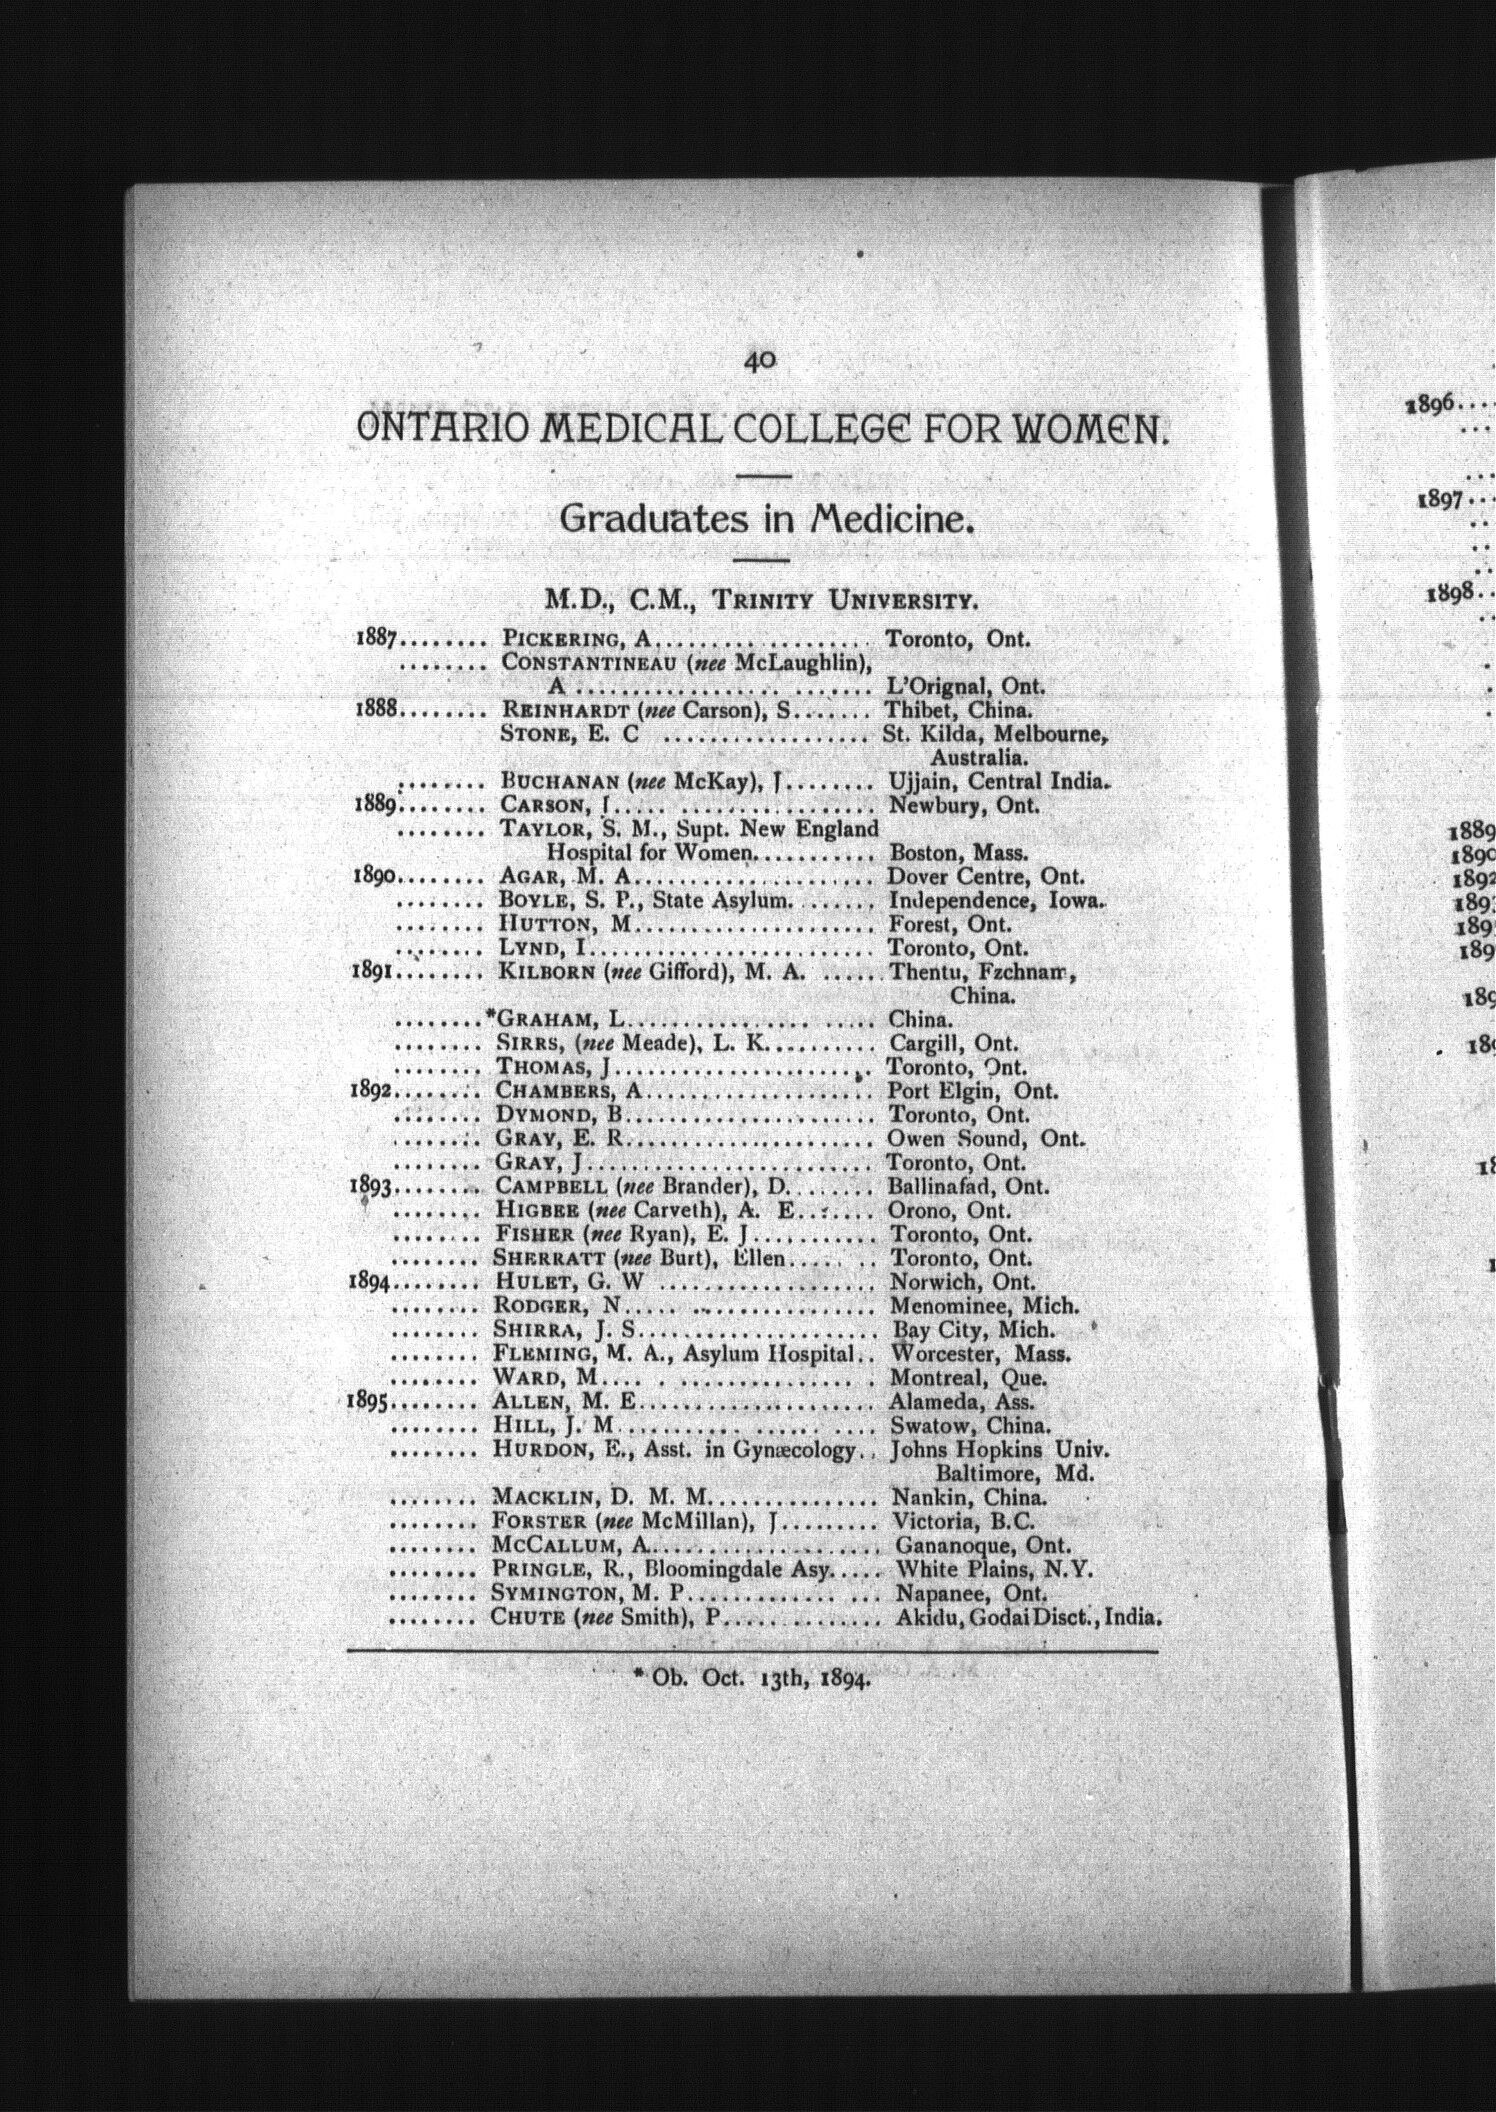 40
ONTARIO MEDICAL COLLEGE FOR WOMEN.
Graduates in Medicine.
M.D., C.M., TRINITY UNIVERSITY.
1887........ PICKERING, A.................. Toronto, Ont.
........ CONSTANTINEAU (nee McLaughlin),
A ......................... L'Orignal, Ont.
1888........ REINHARDT (nee Carson), S....... Thibet, China.
STONE, E. C .................. St. Kilda, Melbourne,
Australia.
........ BUCHANAN (nee McKay), J........ Ujjain, Central India.
1889........ CARSON, J...................... Newbury, Ont.
........ TAYLOR, S. M., Supt. New England
Hospital for Women........... Boston, Mass.
1890........ AGAR, M. A..................... Dover Centre, Ont.
........ BOYLE, S. P., State Asylum........ Independence, Iowa.
........ HUTTON, M..................... Forest, Ont.
........ LYND, I......................... Toronto, Ont.
1891........ KILBORN (nee Gifford), M. A. ...... Thentu, Fzchnam,
China.
........*GRAHAM, L...................... China.
........ SIRRS, (nee Meade), L. K.......... Cargill, Ont.
........ THOMAS, J....................... Toronto, Ont.
1892........ CHAMBERS, A.................... Port Elgin, Ont.
........ DYMOND, B...................... Toronto, Ont.
........ GRAY, E. R...................... Owen Sound, Ont.
........ GRAY, J......................... Toronto, Ont.
1893........ CAMPBELL (nee Brander), D........ Ballinafad, Ont.
........ HIGBEE (nee Carveth), A. E....... Orono, Ont.
........ FISHER (nee Ryan), E. J........... Toronto, Ont.
........ SHERRATT (nee Burt), Ellen..... .. Toronto, Ont.
1894........ HULET, G. W ................... Norwich, Ont.
........ RODGER, N..... ................ Menominee, Mich.
........ SHIRRA, J. S..................... Bay City, Mich.
........ FLEMING, M. A., Asylum Hospital.. Worcester, Mass.
........ WARD, M.... . ................ . Montreal, Que.
1895........ ALLEN, M. E..................... Alameda, Ass.
........ HILL, J. M........... ...... .... Swatow, China.
........ HURDON, E., Asst. in Gynæcology.. Johns Hopkins Univ.
Baltimore, Md.
........ MACKLIN, D. M. M............... Nankin, China.
........ FORSTER (nee McMillan), J......... Victoria, B.C.
........ MCCALLUM, A.................... Gananoque, Ont.
........ PRINGLE, R., Bloomingdale Asy..... White Plains, N.Y.
........ SYMINGTON, M. P............. ... Napanee, Ont.
........ CHUTE (nee Smith), P.............. Akidu, Godai Disct., India.
* Ob. Oct. 13th, 1894.
1896....
1897...
1898..
1889
1890